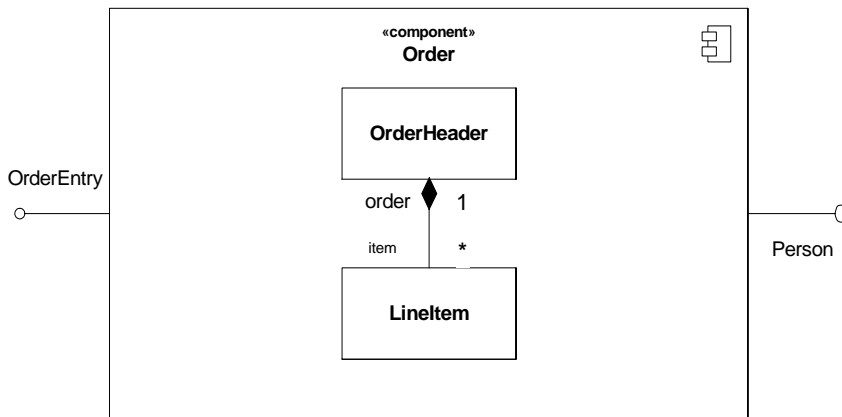 «component»
Order
OrderHeader
OrderEntry
order 1
item *
Person
LineItem